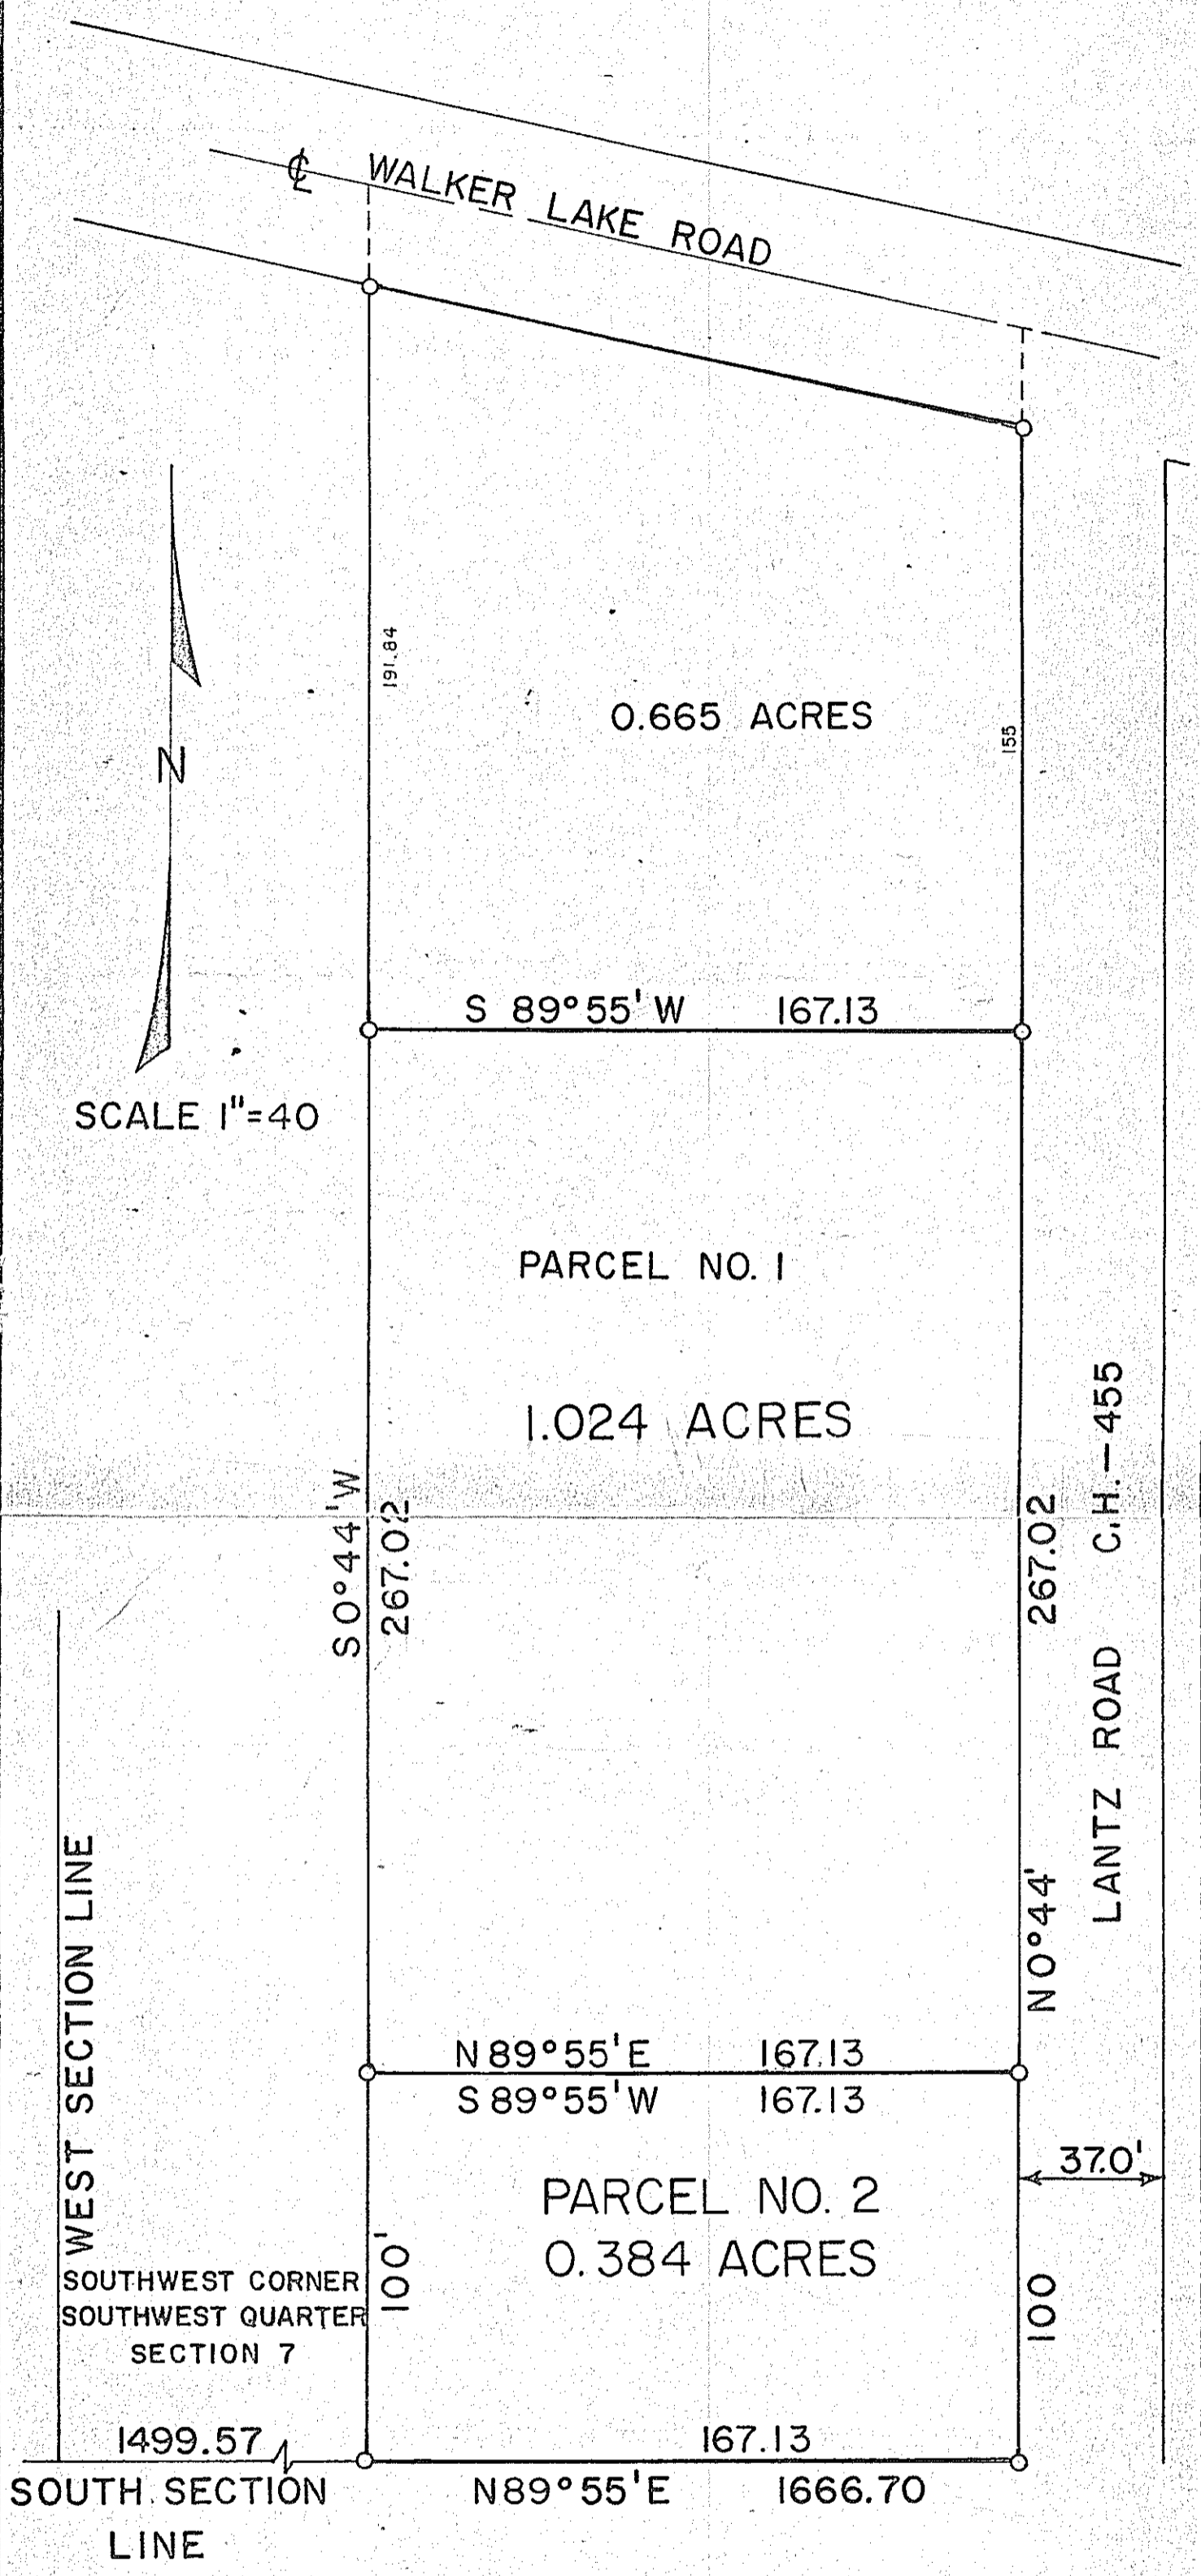 ℄ WALKER LAKE ROAD
191.84
0.665 ACRES
155
N
S 89°55'W 167.13
SCALE 1"=40
PARCEL NO. 1
1.024 ACRES
S 0°44'W
267.02
267.02
LANTZ ROAD C.H.-455
N 0°44'
WEST SECTION LINE
N 89°55'E 167.13
S 89°55'W 167.13
37.0'
PARCEL NO. 2
0.384 ACRES
100'
100
SOUTHWEST CORNER
SOUTHWEST QUARTER
SECTION 7
1499.57
167.13
SOUTH SECTION
LINE
N89°55'E 1666.70